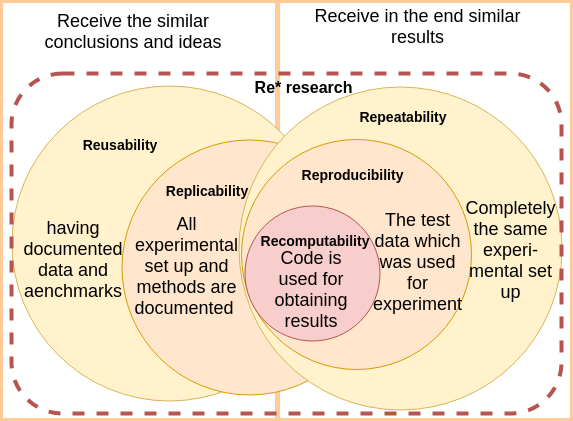 Receive the similar
conclusions and ideas
Receive in the end similar
results
Re* research
Reusability
having
documented
data and
aenchmarks
Replicability
All
experimental
set up and
methods are
documented
Recomputability
Code is
used for
obtaining
results
Reproducibility
The test
data which
was used
for
experiment
Repeatability
Completely
the same
experi-
mental set
up